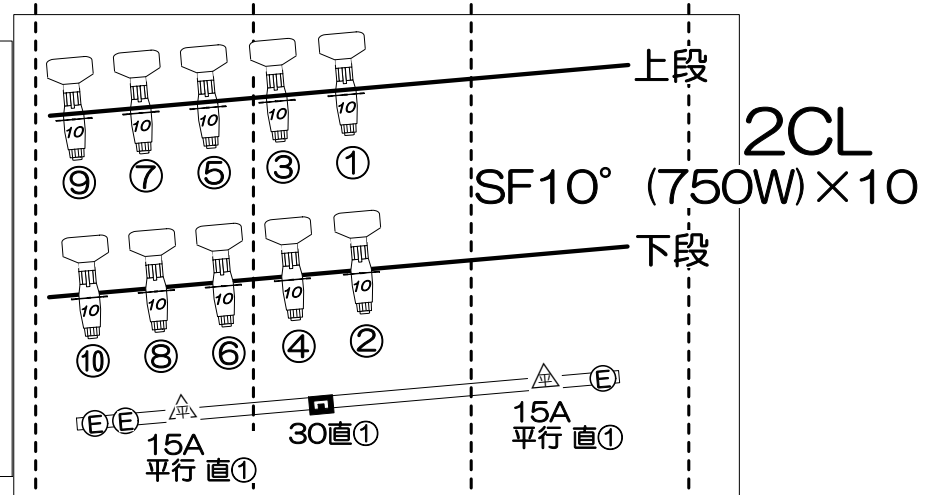 上段
10 10 10 10 10
⑨ ⑦ ⑤ ③ ①
2CL
SF10° (750W)×10
下段
10 10 10 10 10
⑩ ⑧ ⑥ ④ ②
E E 平 平 E
15A
平行 直①
30直①
15A
平行 直①